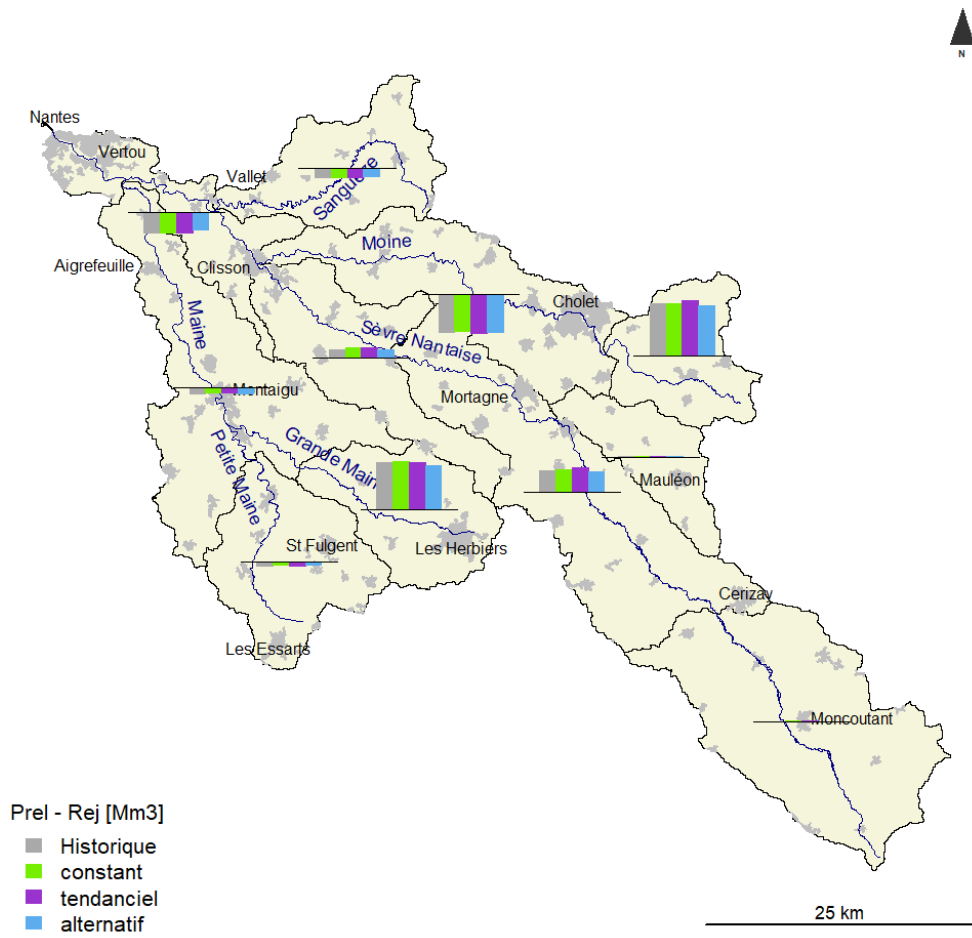 N
Nantes
Vertou
Vallet
Sanguèze
Moine
Aigrefeuille
Clisson
Cholet
Maine
Sèvre Nantaise
Montaigu
Mortagne
Petite Maine
Grande Main
Mauléon
St Fulgent
Les Herbiers
Cerizay
Les Essarts
Moncoutant
Prel - Rej [Mm3]
Historique
constant
tendanciel
alternatif
25 km